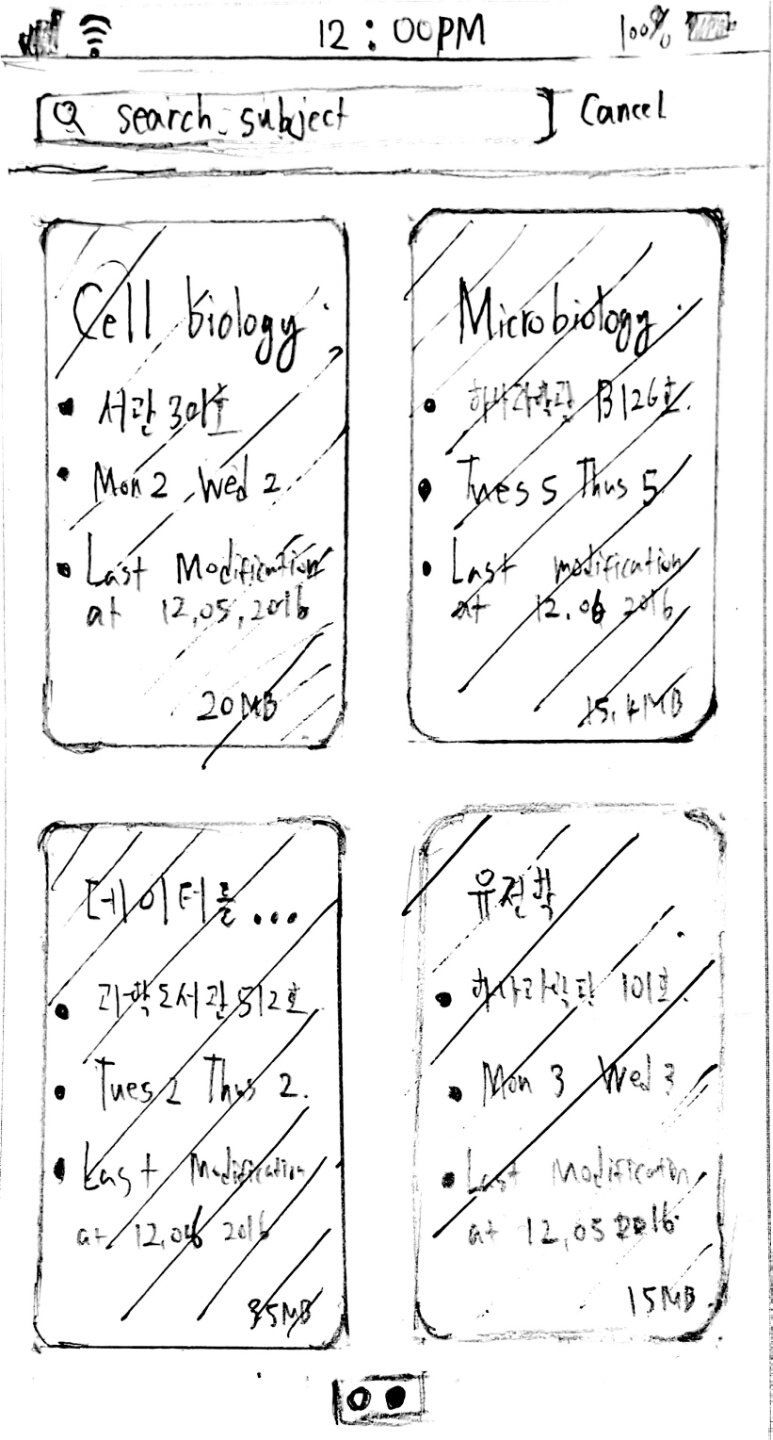 12 : 00PM 100%
search subject Cancel
Cell biology
서관 301호
Mon 2 Wed 2
Last Modification
at 12,05,2016
20MB
Microbiology
하나과학관 B126호.
Tues 5 Thus 5
Last modification
at 12.06 2016
15.4MB
데이터를 ...
과학도서관 512호
Tues 2 Thus 2.
Last Modification
at 12,06 2016
35MB
유전학
하나과학관 101호.
Mon 3 Wed 3
Last Modification
at 12,05 2016
15MB